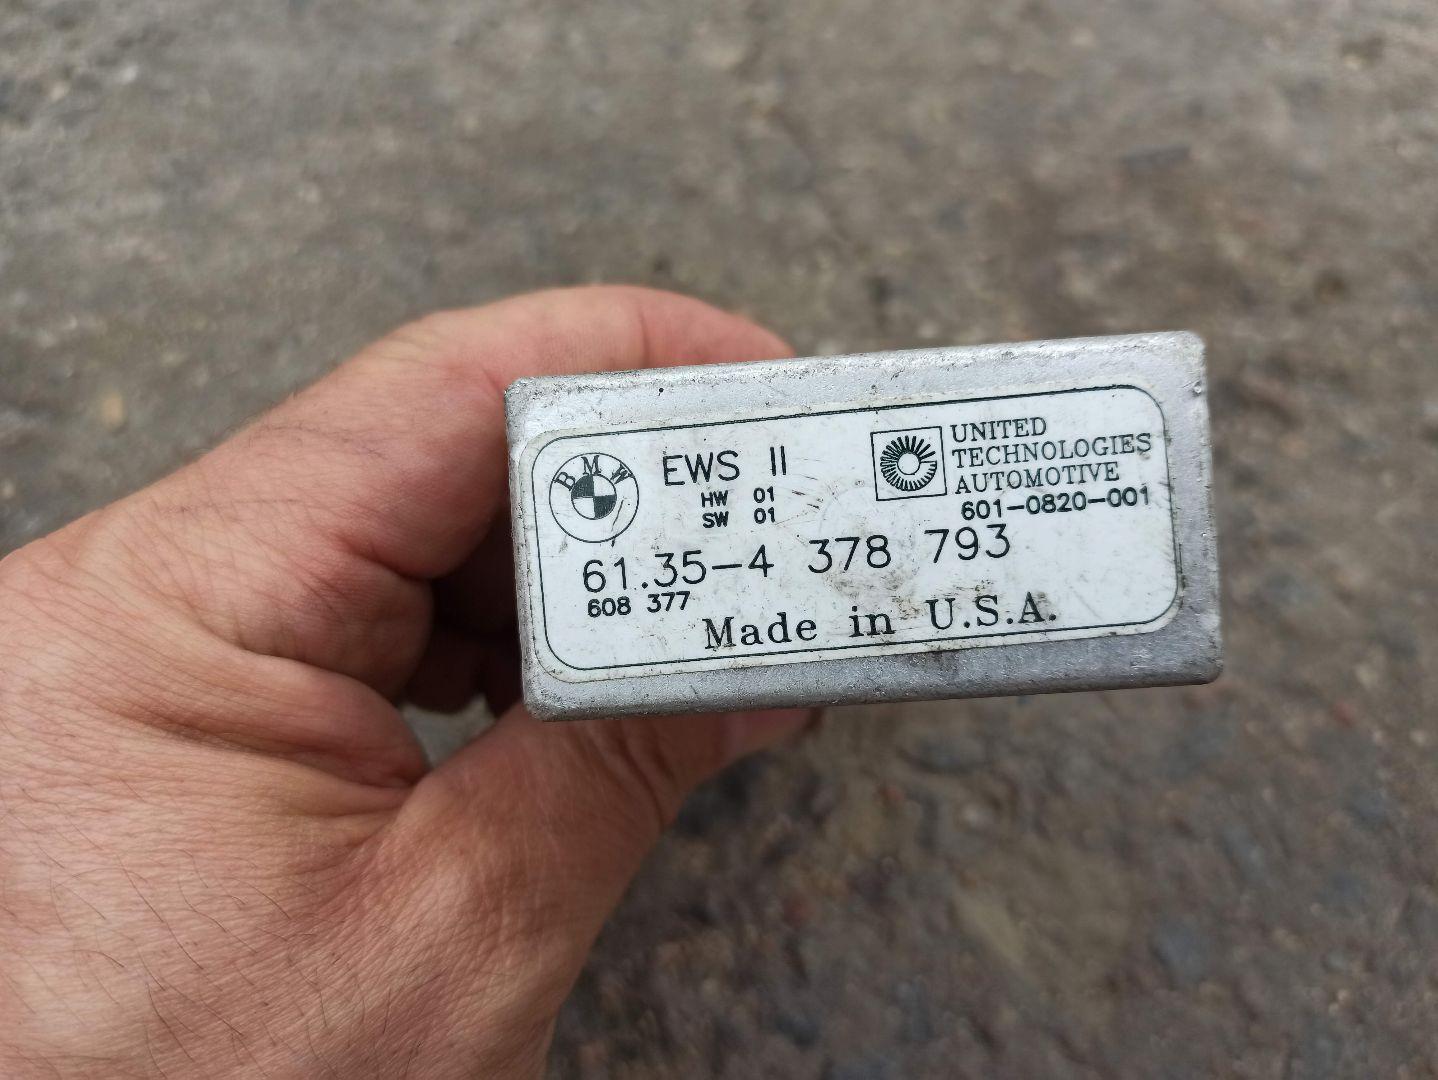 BMW
EWS II
HW 01
SW 01
UNITED
TECHNOLOGIES
AUTOMOTIVE
601-0820-001
61.35-4 378 793
608 377
Made in U.S.A.